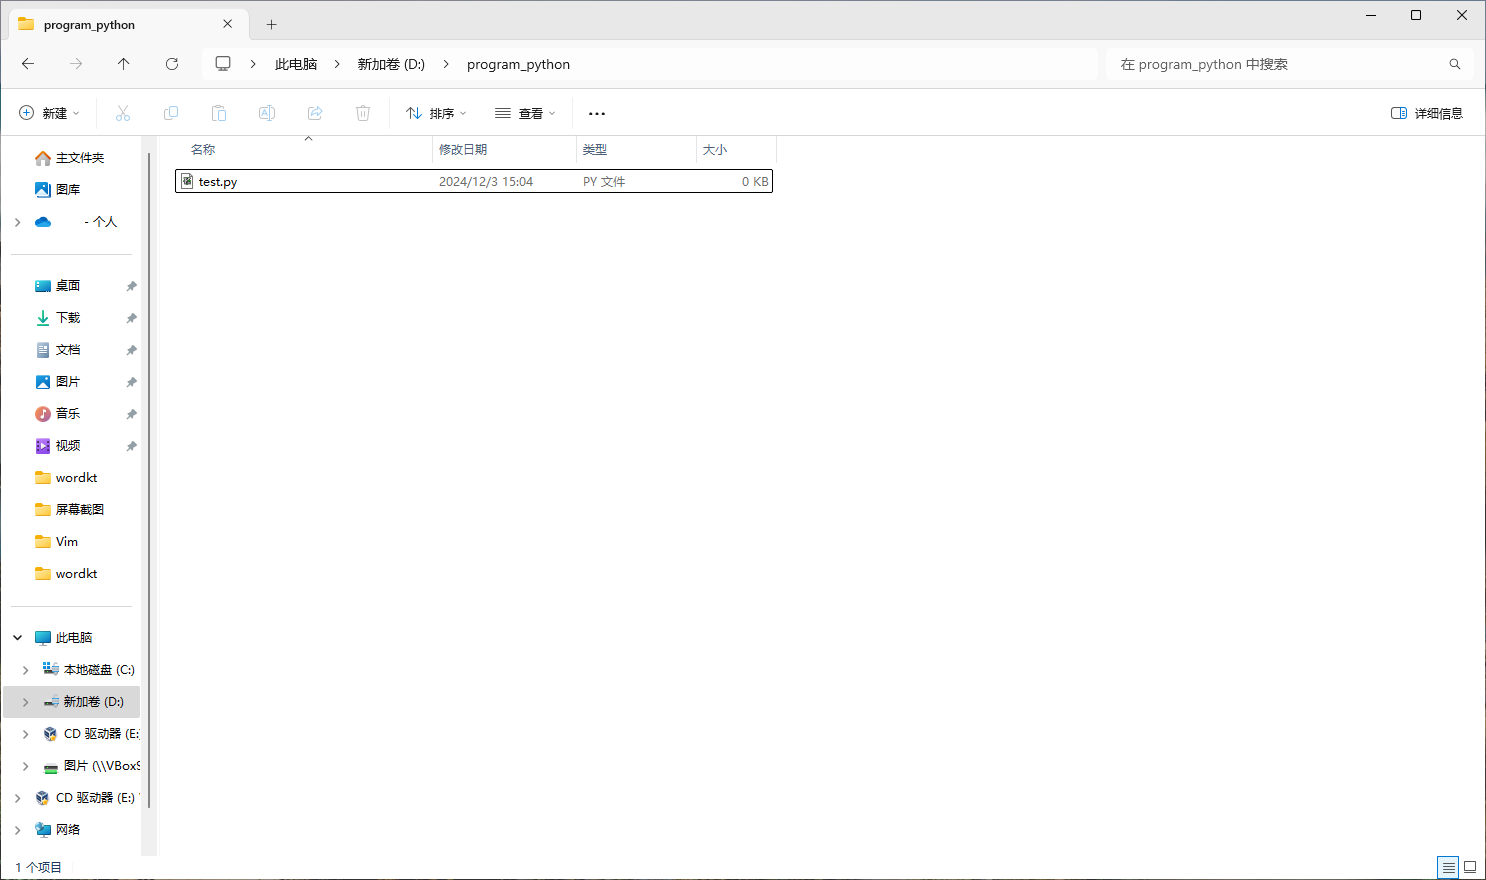 program_python
此电脑 新加卷 (D:) program_python
在 program_python 中搜索
新建 排序 查看 ... 详细信息
名称 修改日期 类型 大小
test.py 2024/12/3 15:04 PY 文件 0 KB
主文件夹
图库
- 个人
桌面
下载
文档
图片
音乐
视频
wordkt
屏幕截图
Vim
wordkt
此电脑
本地磁盘 (C:)
新加卷 (D:)
CD 驱动器 (E:
图片 (\\VBoxS
CD 驱动器 (E:)
网络
1 个项目